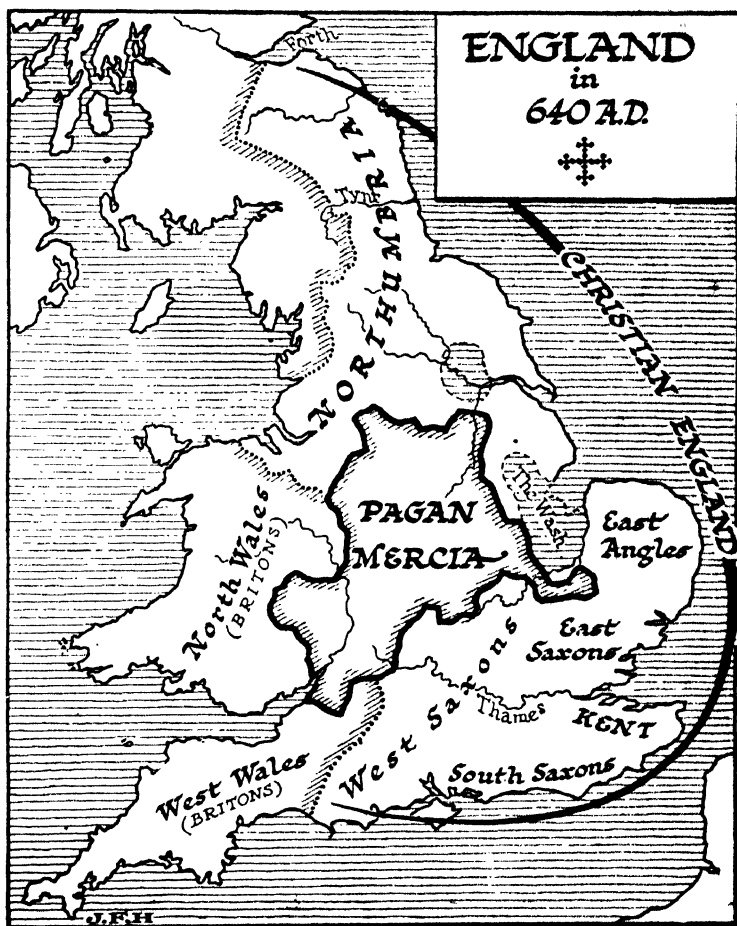 ENGLAND
in
640 A.D.
Forth
Tyne
NORTHUMBRIA
CHRISTIAN ENGLAND
PAGAN
MERCIA
The Wash
East
Angles
North Wales
(BRITONS)
East
Saxons
West Saxons
Thames
KENT
South Saxons
West Wales
(BRITONS)
J.F.H